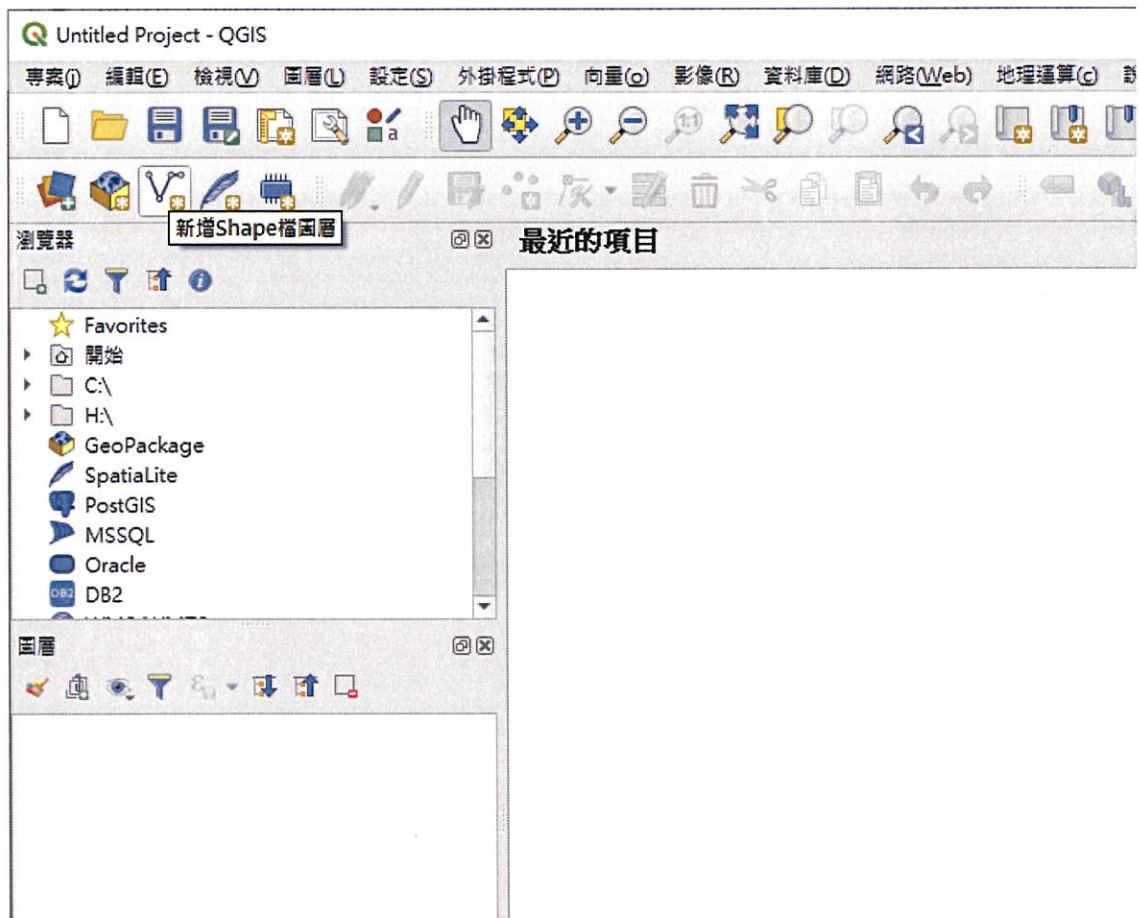 Untitled Project - QGIS
專案(j) 編輯(E) 檢視(V) 圖層(L) 設定(S) 外掛程式(P) 向量(o) 影像(R) 資料庫(D) 網路(Web) 地理運算(c)
a 1:1
新增Shape檔圖層
瀏覽器
最近的項目
Favorites
開始
C:\
H:\
GeoPackage
SpatiaLite
PostGIS
MSSQL
Oracle
DB2 DB2
圖層